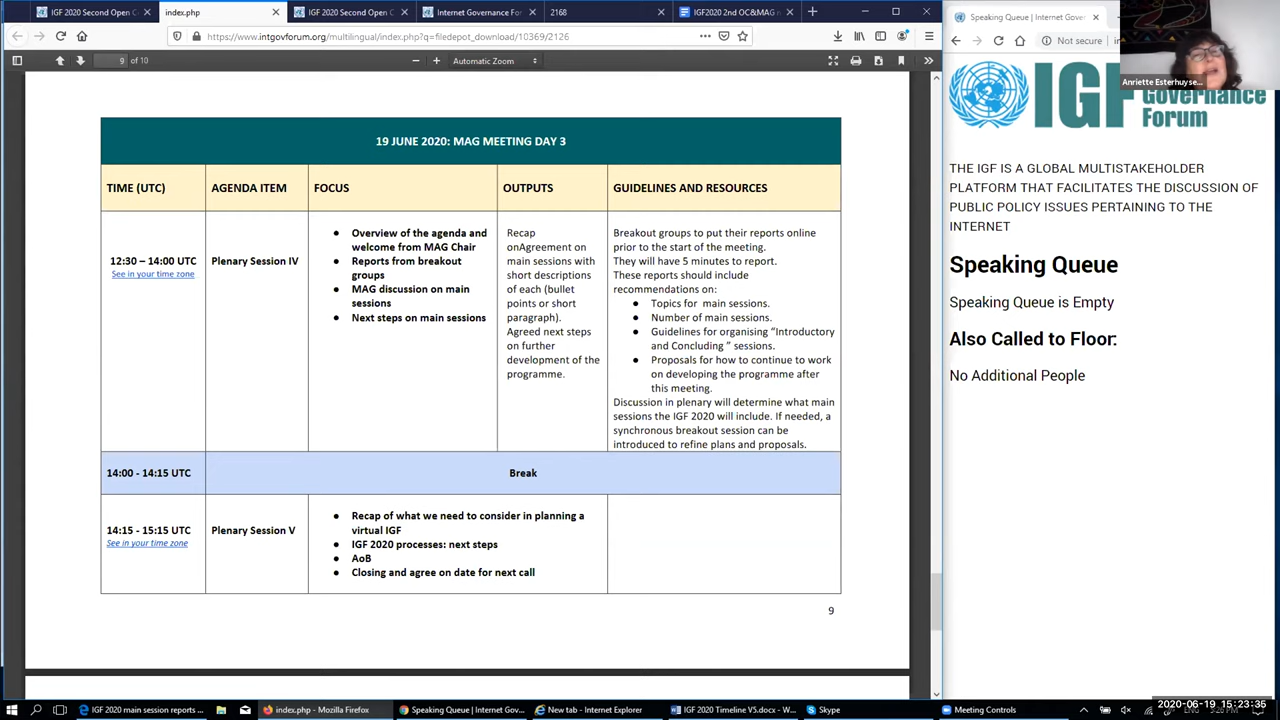 IGF 2020 Second Open C
index.php
IGF 2020 Second Open C
Internet Governance For
2168
IGF2020 2nd OC&MAG n
https://www.intgovforum.org/multilingual/index.php?q=filedepot_download/10369/2126
9 of 10
Automatic Zoom
19 JUNE 2020: MAG MEETING DAY 3
TIME (UTC)
AGENDA ITEM
FOCUS
OUTPUTS
GUIDELINES AND RESOURCES
12:30 – 14:00 UTC
See in your time zone
Plenary Session IV
● Overview of the agenda and
welcome from MAG Chair
● Reports from breakout
groups
● MAG discussion on main
sessions
● Next steps on main sessions
Recap
onAgreement on
main sessions with
short descriptions
of each (bullet
points or short
paragraph).
Agreed next steps
on further
development of the
programme.
Breakout groups to put their reports online
prior to the start of the meeting.
They will have 5 minutes to report.
These reports should include
recommendations on:
● Topics for main sessions.
● Number of main sessions.
● Guidelines for organising “Introductory
and Concluding ” sessions.
● Proposals for how to continue to work
on developing the programme after
this meeting.
Discussion in plenary will determine what main
sessions the IGF 2020 will include. If needed, a
synchronous breakout session can be
introduced to refine plans and proposals.
14:00 - 14:15 UTC
Break
14:15 - 15:15 UTC
See in your time zone
Plenary Session V
● Recap of what we need to consider in planning a
virtual IGF
● IGF 2020 processes: next steps
● AoB
● Closing and agree on date for next call
9
Speaking Queue | Internet Gover
Not secure
Anriette Esterhuyse...
IGF
Governance
Forum
THE IGF IS A GLOBAL MULTISTAKEHOLDER
PLATFORM THAT FACILITATES THE DISCUSSION OF
PUBLIC POLICY ISSUES PERTAINING TO THE
INTERNET
Speaking Queue
Speaking Queue is Empty
Also Called to Floor:
No Additional People
IGF 2020 main session reports ...
index.php - Mozilla Firefox
Speaking Queue | Internet Gov...
New tab - Internet Explorer
IGF 2020 Timeline V5.docx - W...
Skype
Meeting Controls
2020-06-19 15:23:35